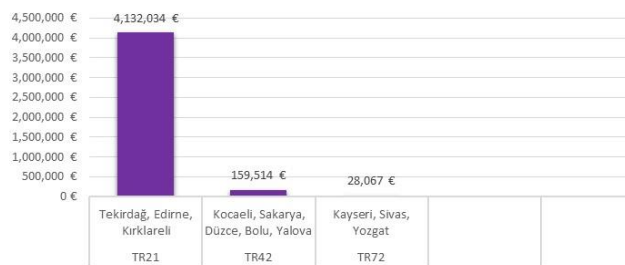 4,500,000 €
4,000,000 €
3,500,000 €
3,000,000 €
2,500,000 €
2,000,000 €
1,500,000 €
1,000,000 €
500,000 €
0 €
4,132,034 €
159,514 €
28,067 €
Tekirdağ, Edirne,
Kırklareli
TR21
Kocaeli, Sakarya,
Düzce, Bolu, Yalova
TR42
Kayseri, Sivas,
Yozgat
TR72